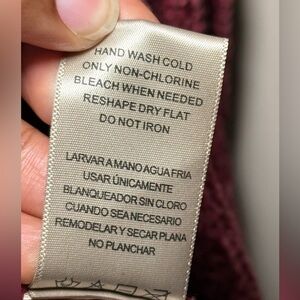 HAND WASH COLD
ONLY NON-CHLORINE
BLEACH WHEN NEEDED
RESHAPE DRY FLAT
DO NOT IRON
LARVAR A MANO AGUA FRIA
USAR ÚNICAMENTE
BLANQUEADOR SIN CLORO
CUANDO SEA NECESARIO
REMODELAR Y SECAR PLANA
NO PLANCHAR